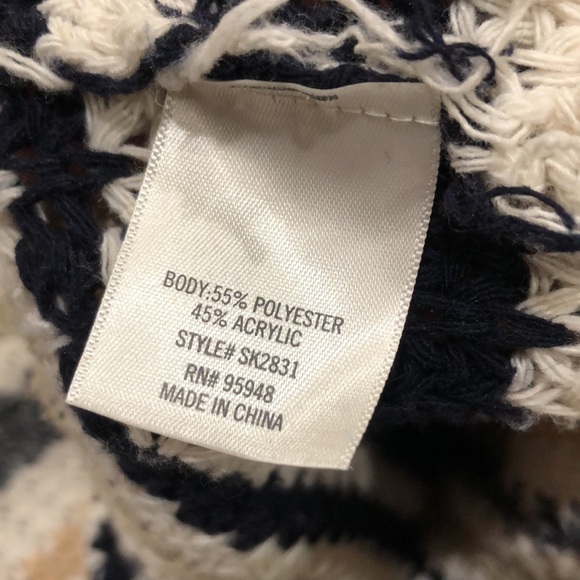 BODY:55% POLYESTER
45% ACRYLIC
STYLE# SK2831
RN# 95948
MADE IN CHINA